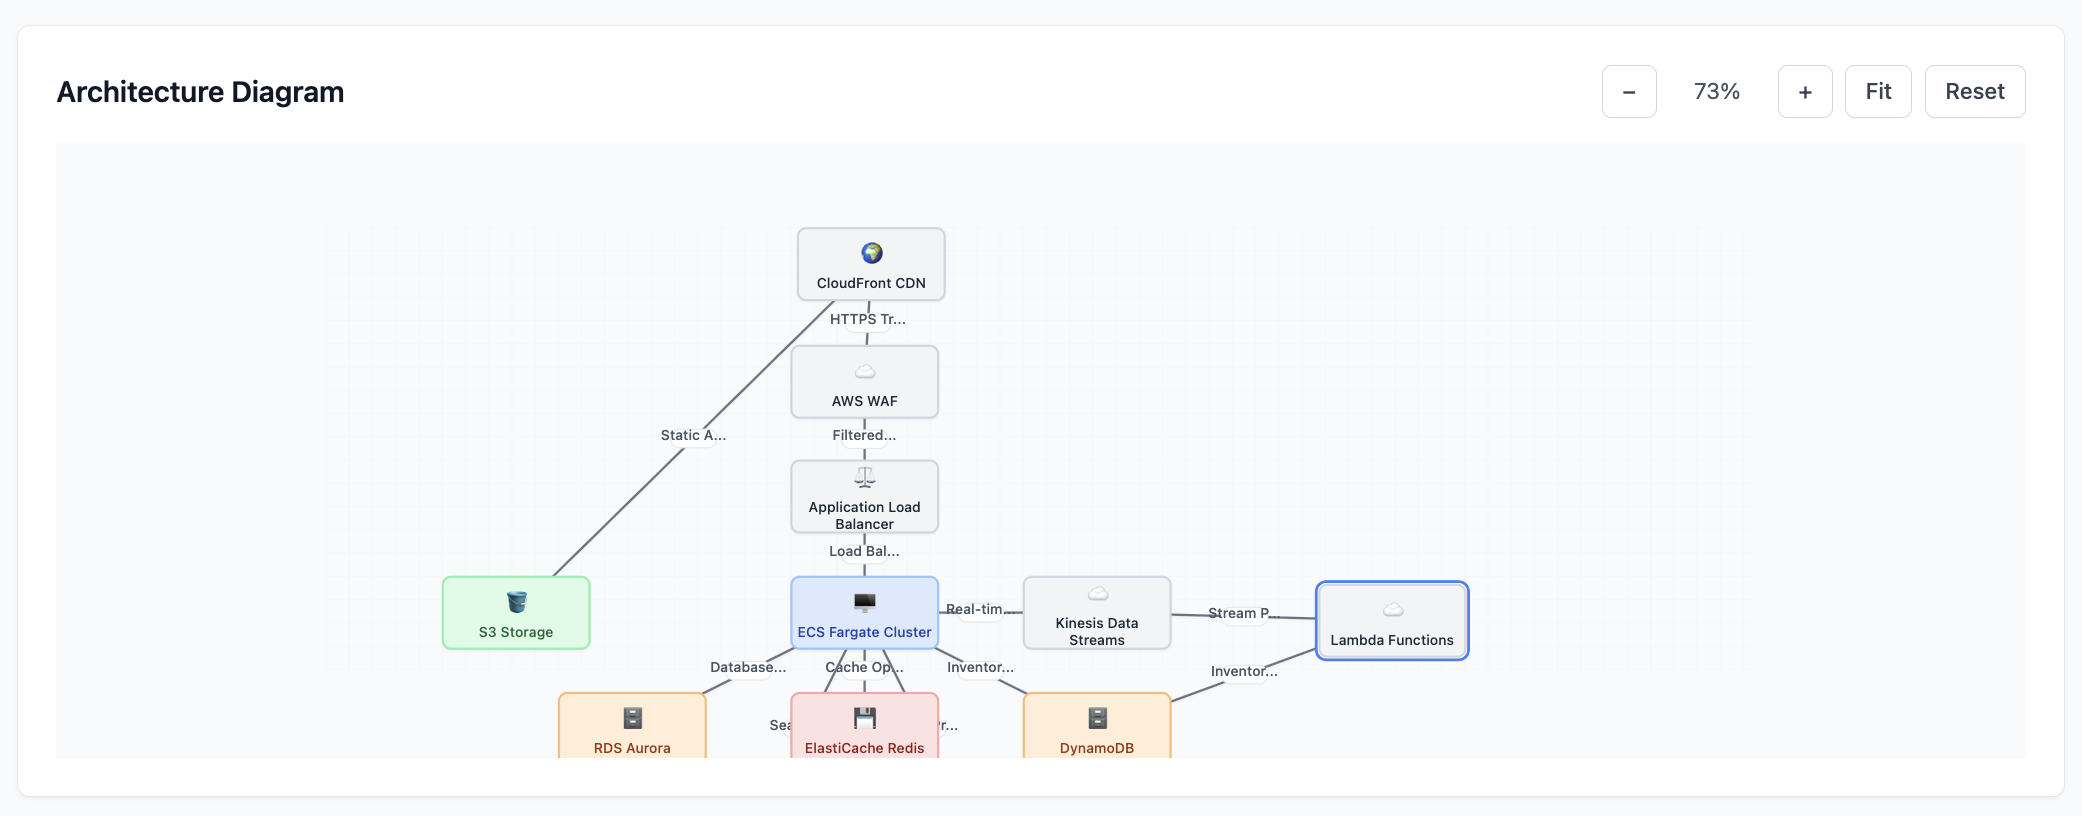 Architecture Diagram
−
73%
+
Fit
Reset
CloudFront CDN
HTTPS Tr...
AWS WAF
Static A...
Filtered...
Application Load
Balancer
Load Bal...
S3 Storage
ECS Fargate Cluster
Real-tim...
Kinesis Data
Streams
Stream P...
Lambda Functions
Database...
Cache Op...
Inventor...
Inventor...
RDS Aurora
Sea
ElastiCache Redis
r...
DynamoDB